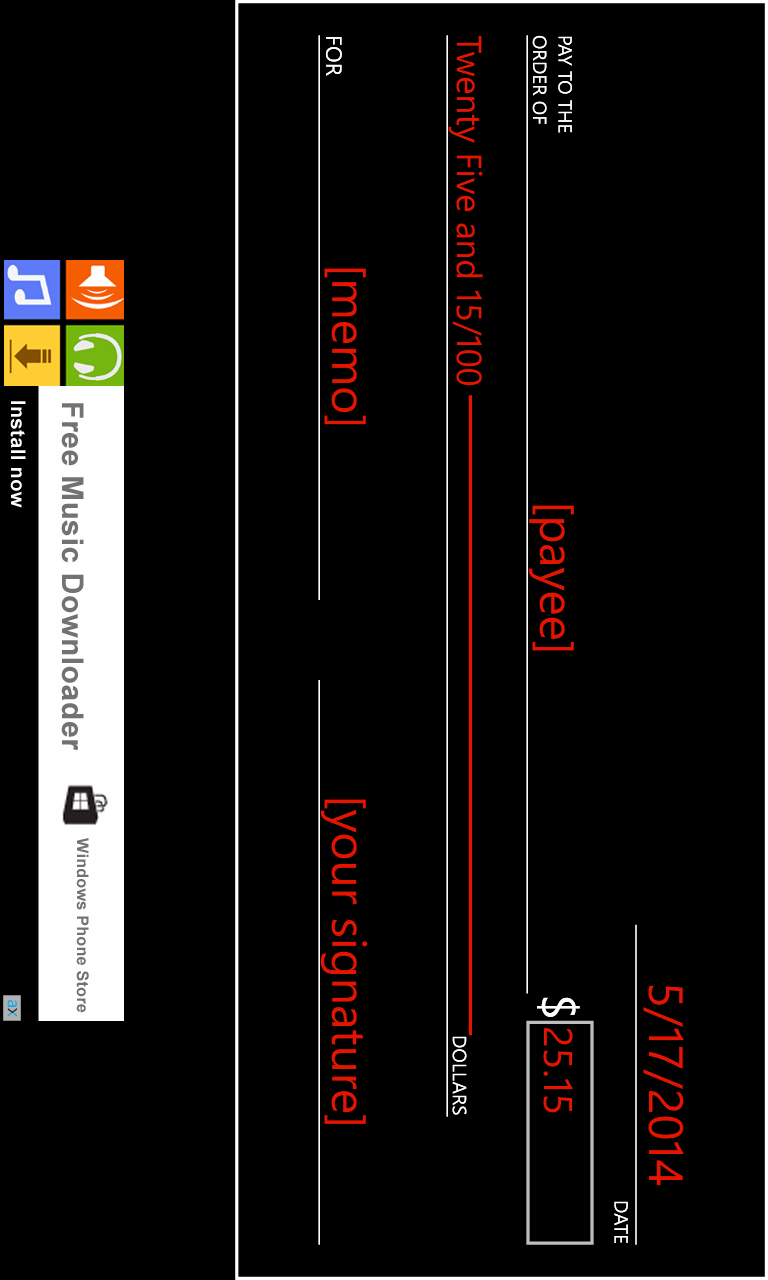 5/17/2014
DATE
PAY TO THE
ORDER OF
[payee]
$ 25.15
Twenty Five and 15/100
DOLLARS
FOR
[memo]
[your signature]
Free Music Downloader
Windows Phone Store
Install now
ax